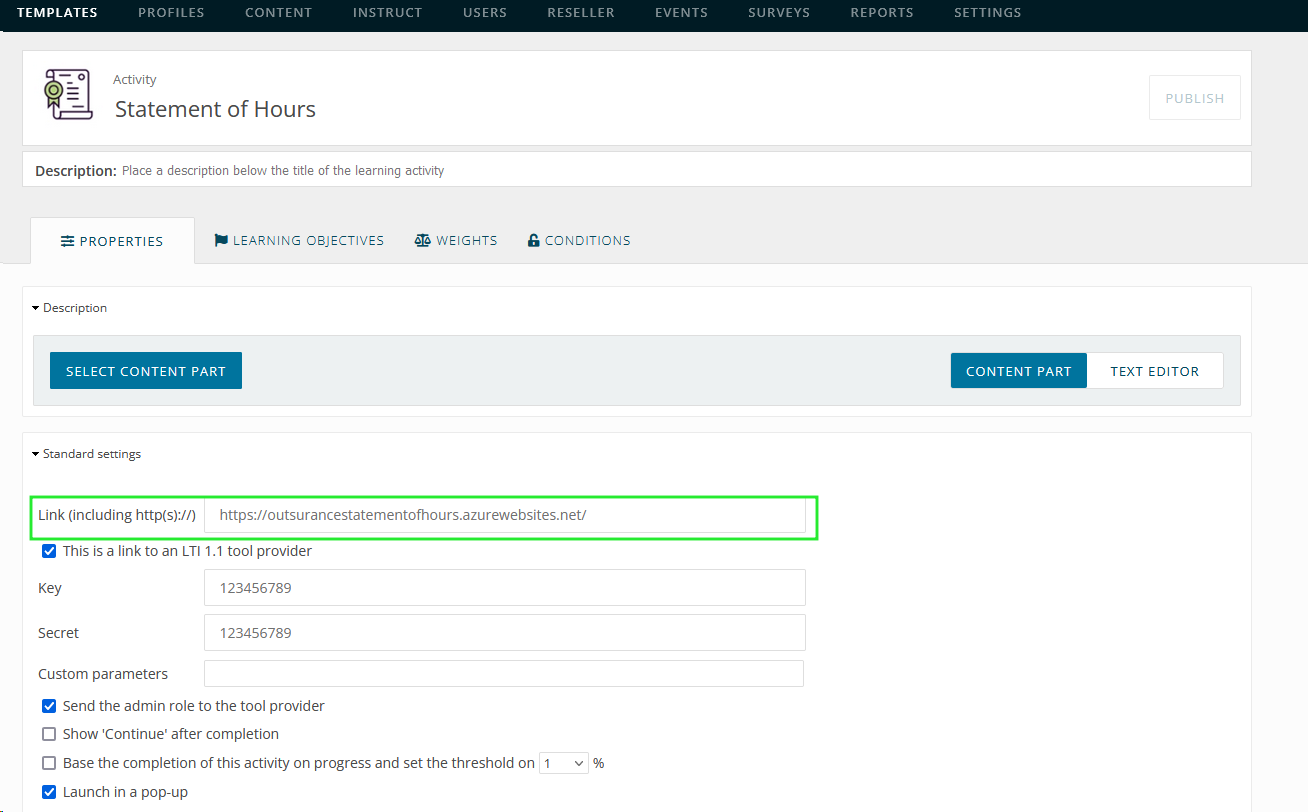 TEMPLATES PROFILES CONTENT INSTRUCT USERS RESELLER EVENTS SURVEYS REPORTS SETTINGS
Activity
Statement of Hours
PUBLISH
Description: Place a description below the title of the learning activity
PROPERTIES LEARNING OBJECTIVES WEIGHTS CONDITIONS
Description
SELECT CONTENT PART CONTENT PART TEXT EDITOR
Standard settings
Link (including http(s)://) https://outsurancestatementofhours.azurewebsites.net/
This is a link to an LTI 1.1 tool provider
Key 123456789
Secret 123456789
Custom parameters
Send the admin role to the tool provider
Show 'Continue' after completion
Base the completion of this activity on progress and set the threshold on 1 %
Launch in a pop-up